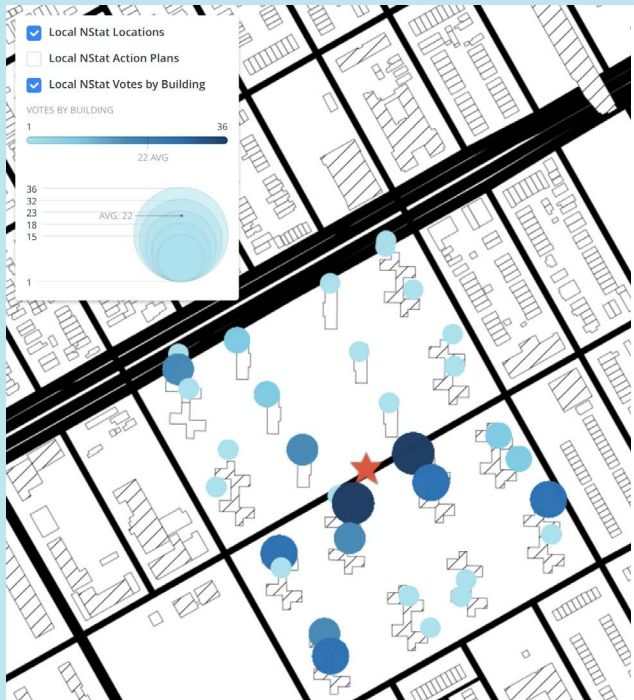 Local NStat Locations
Local NStat Action Plans
Local NStat Votes by Building
VOTES BY BUILDING
1 36
22 AVG
36
32
23
AVG: 22
18
15
1